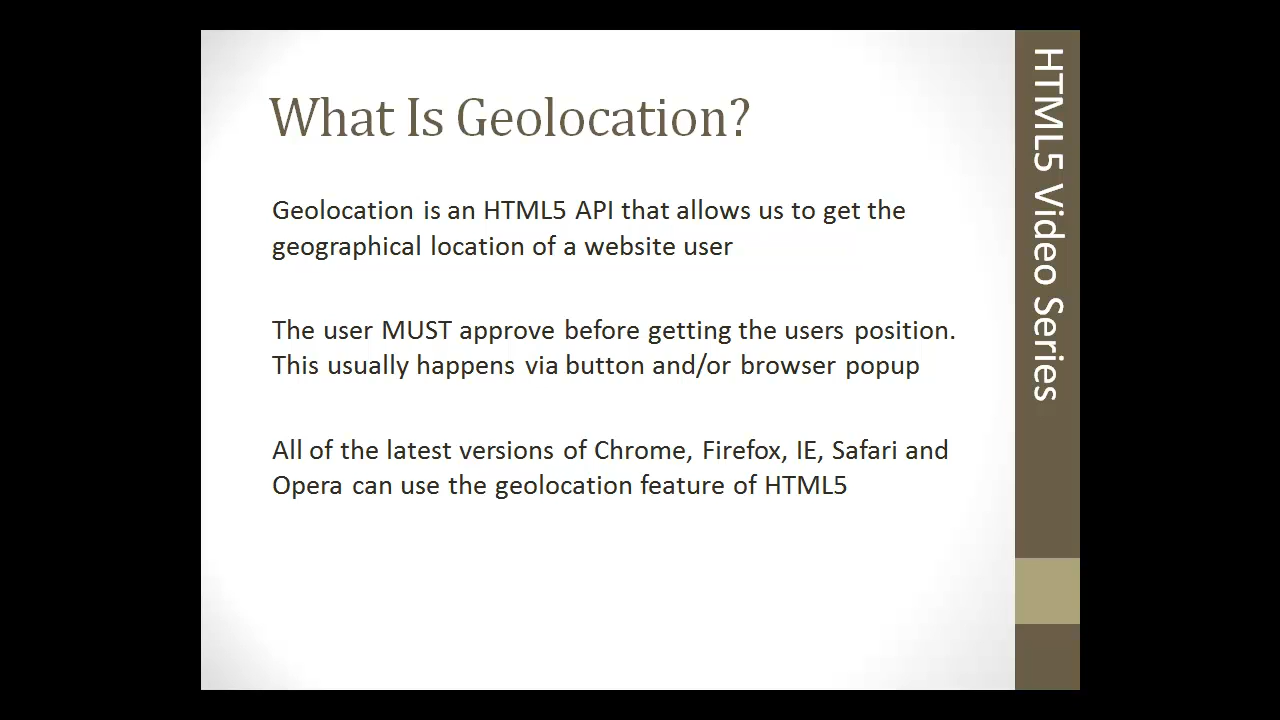 What Is Geolocation?
Geolocation is an HTML5 API that allows us to get the
geographical location of a website user
The user MUST approve before getting the users position.
This usually happens via button and/or browser popup
All of the latest versions of Chrome, Firefox, IE, Safari and
Opera can use the geolocation feature of HTML5
HTML5 Video Series